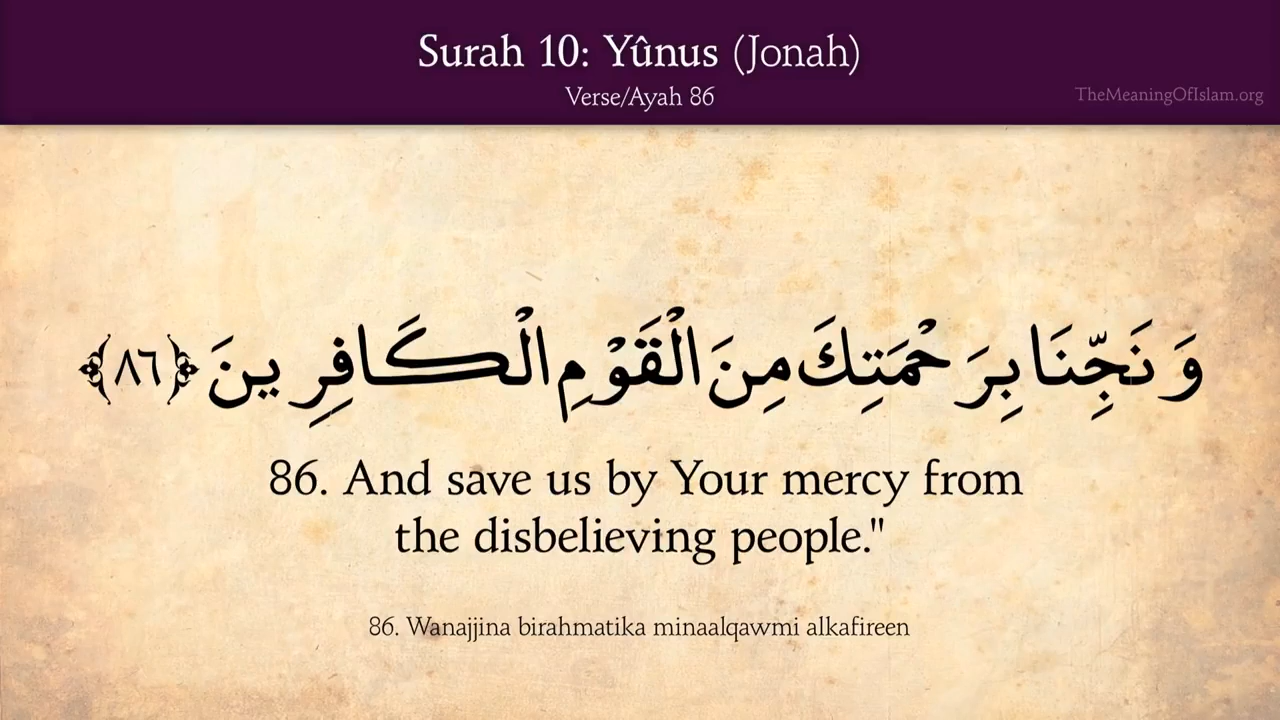 Surah 10: Yûnus (Jonah)
Verse/Ayah 86
TheMeaningOfIslam.org
وَنَجِّنَا بِرَحْمَتِكَ مِنَ الْقَوْمِ الْكَافِرِينَ ﴿٨٦﴾
86. And save us by Your mercy from
the disbelieving people."
86. Wanajjina birahmatika minaalqawmi alkafireen